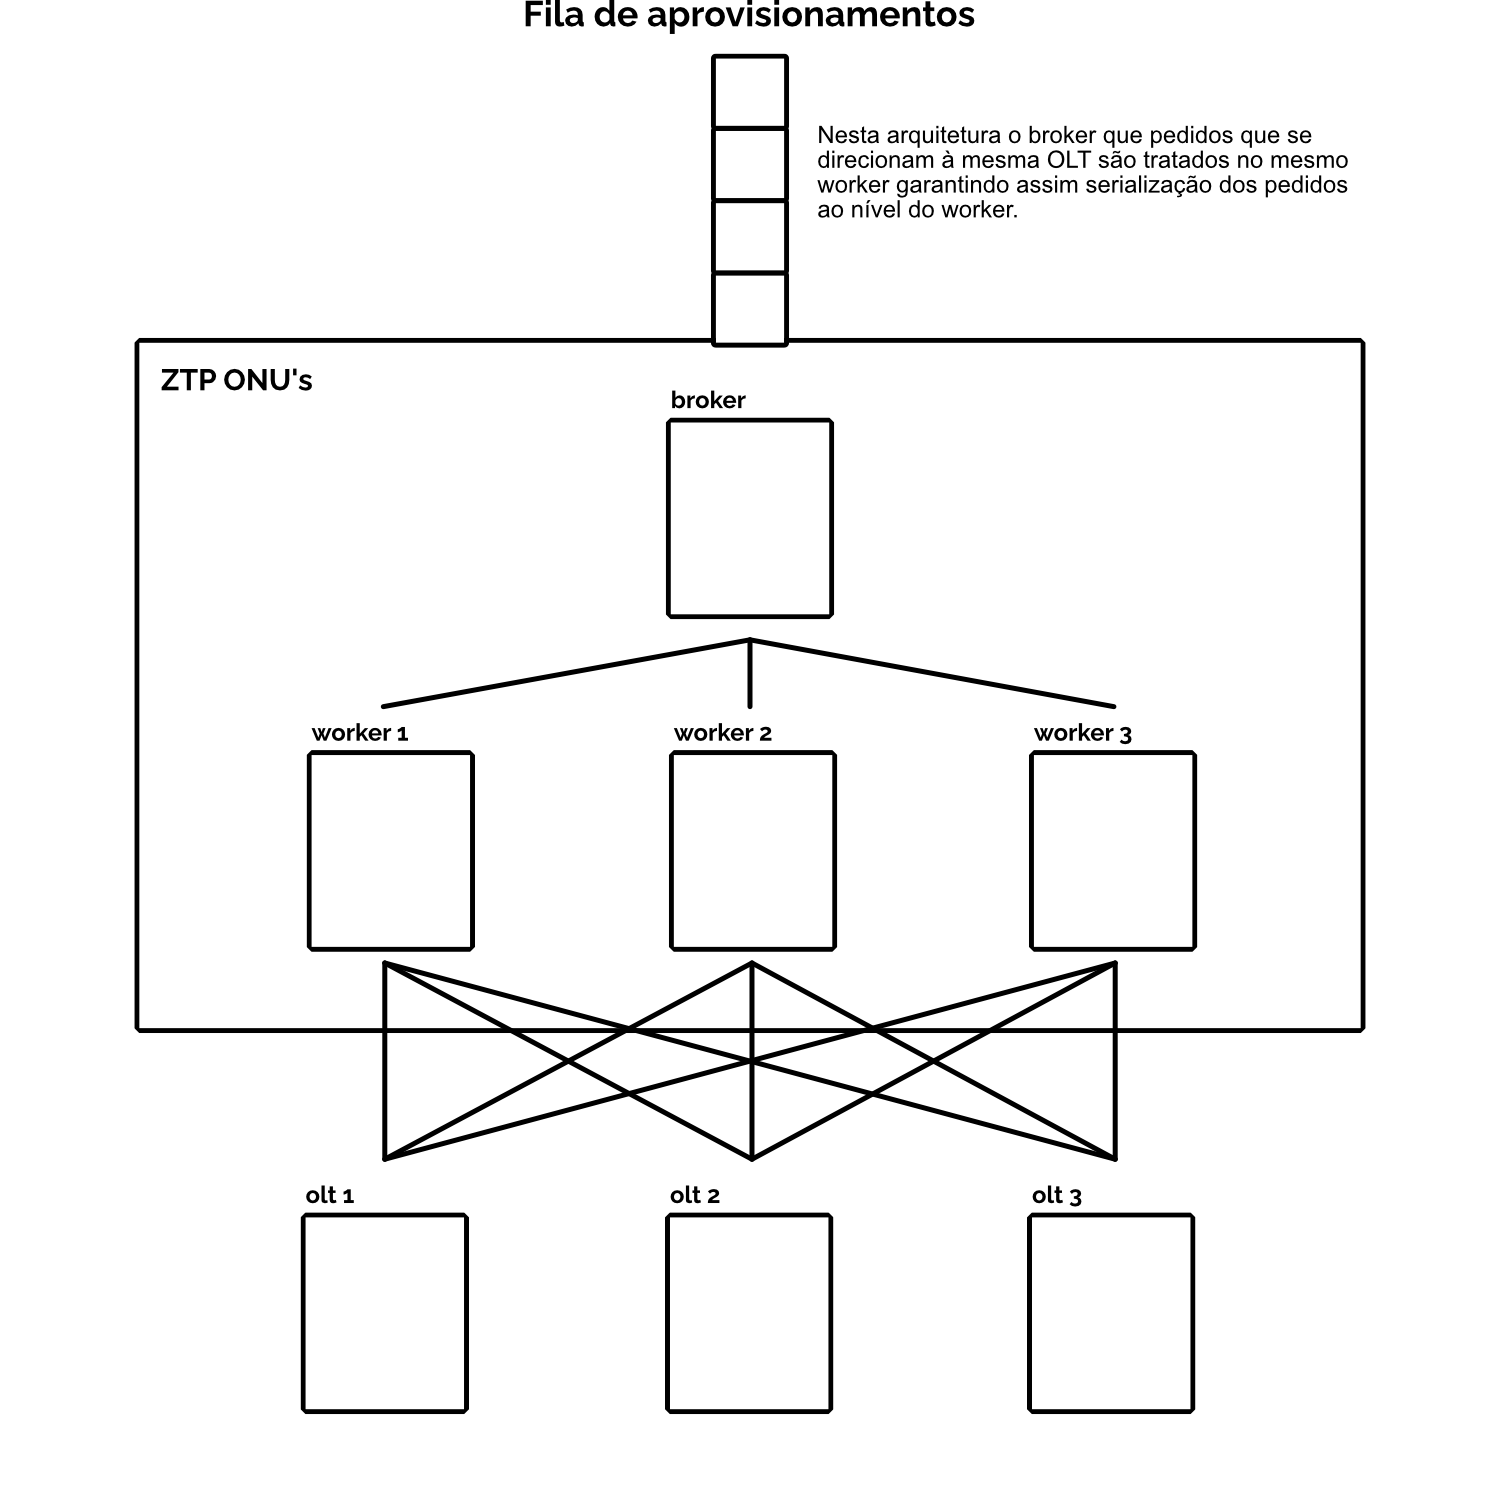 Fila de aprovisionamentos
Nesta arquitetura o broker que pedidos que se
direcionam à mesma OLT são tratados no mesmo
worker garantindo assim serialização dos pedidos
ao nível do worker.
ZTP ONU's
broker
worker 1
worker 2
worker 3
olt 1
olt 2
olt 3